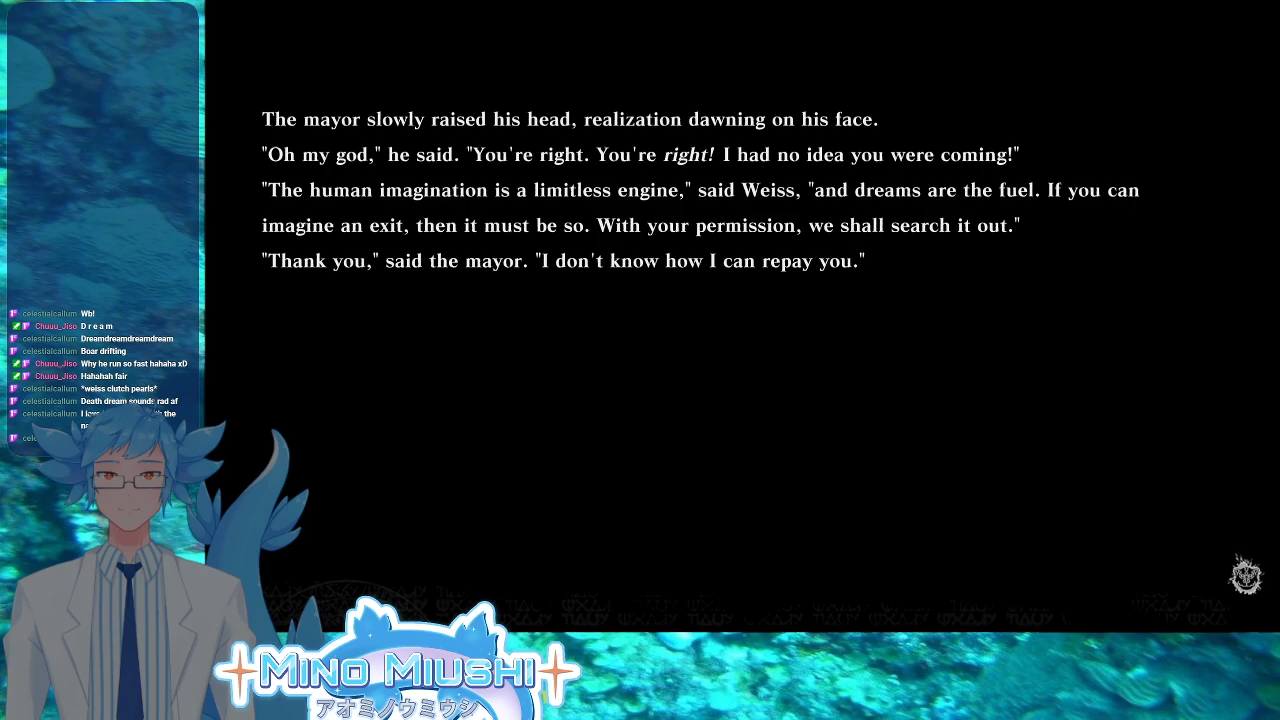 The mayor slowly raised his head, realization dawning on his face.
"Oh my god," he said. "You're right. You're right! I had no idea you were coming!"
"The human imagination is a limitless engine," said Weiss, "and dreams are the fuel. If you can
imagine an exit, then it must be so. With your permission, we shall search it out."
"Thank you," said the mayor. "I don't know how I can repay you."
celestialcallum Wb!
Chuuu_Jiso D r e a m
celestialcallum Dreamdreamdreamdream
celestialcallum Boar drifting
Chuuu_Jiso Why he run so fast hahaha xD
Chuuu_Jiso Hahahah fair
celestialcallum *weiss clutch pearls*
celestialcallum Death dream sounds rad af
celestialcallum I the
MINO MIUSHI
アオミノウミウシ